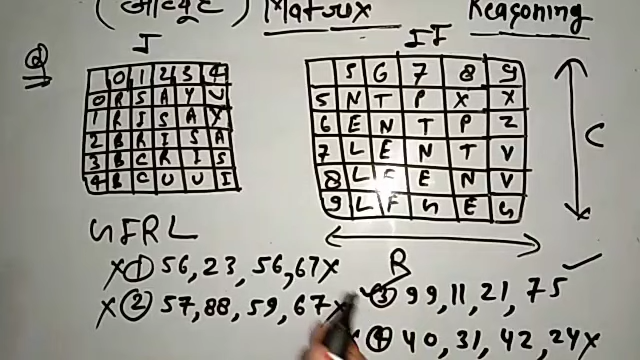 (आव्यूह) Matrix Reasoning
Q I II
0 1 2 3 4
0 R S A Y U
1 R I S A Y
2 B R I S A
3 B C R I S
4 B C U U I
5 6 7 8 9
5 N T P X X
6 E N T P Z
7 L E N T V
8 L E E N V
9 L F G E G
C
R
GIRL
X ① 56, 23, 56, 67 X
X ② 57, 88, 59, 67 X
③ 99, 11, 21, 75 ✓
④ 40, 31, 42, 24 X